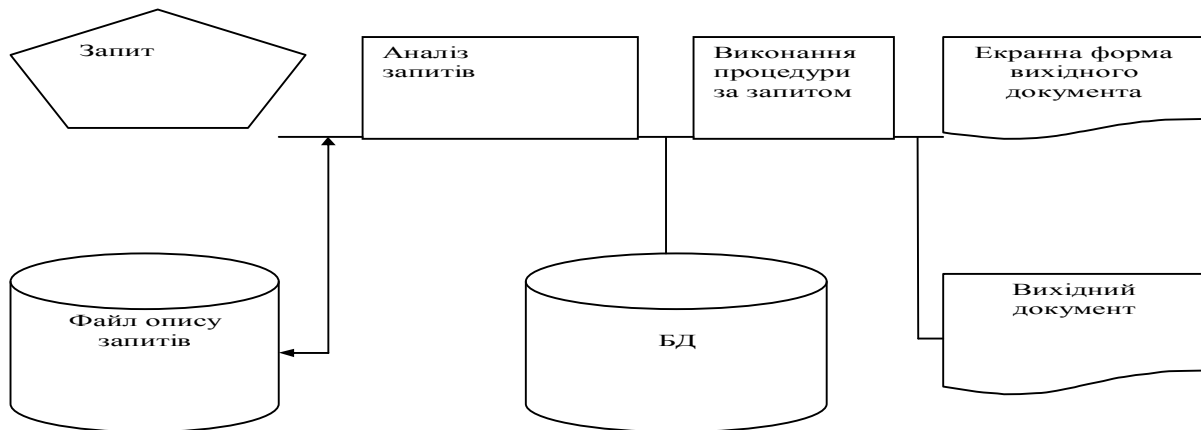 Запит
Аналіз
запитів
Виконання
процедури
за запитом
Екранна форма
вихідного
документа
Файл опису
запитів
БД
Вихідний
документ